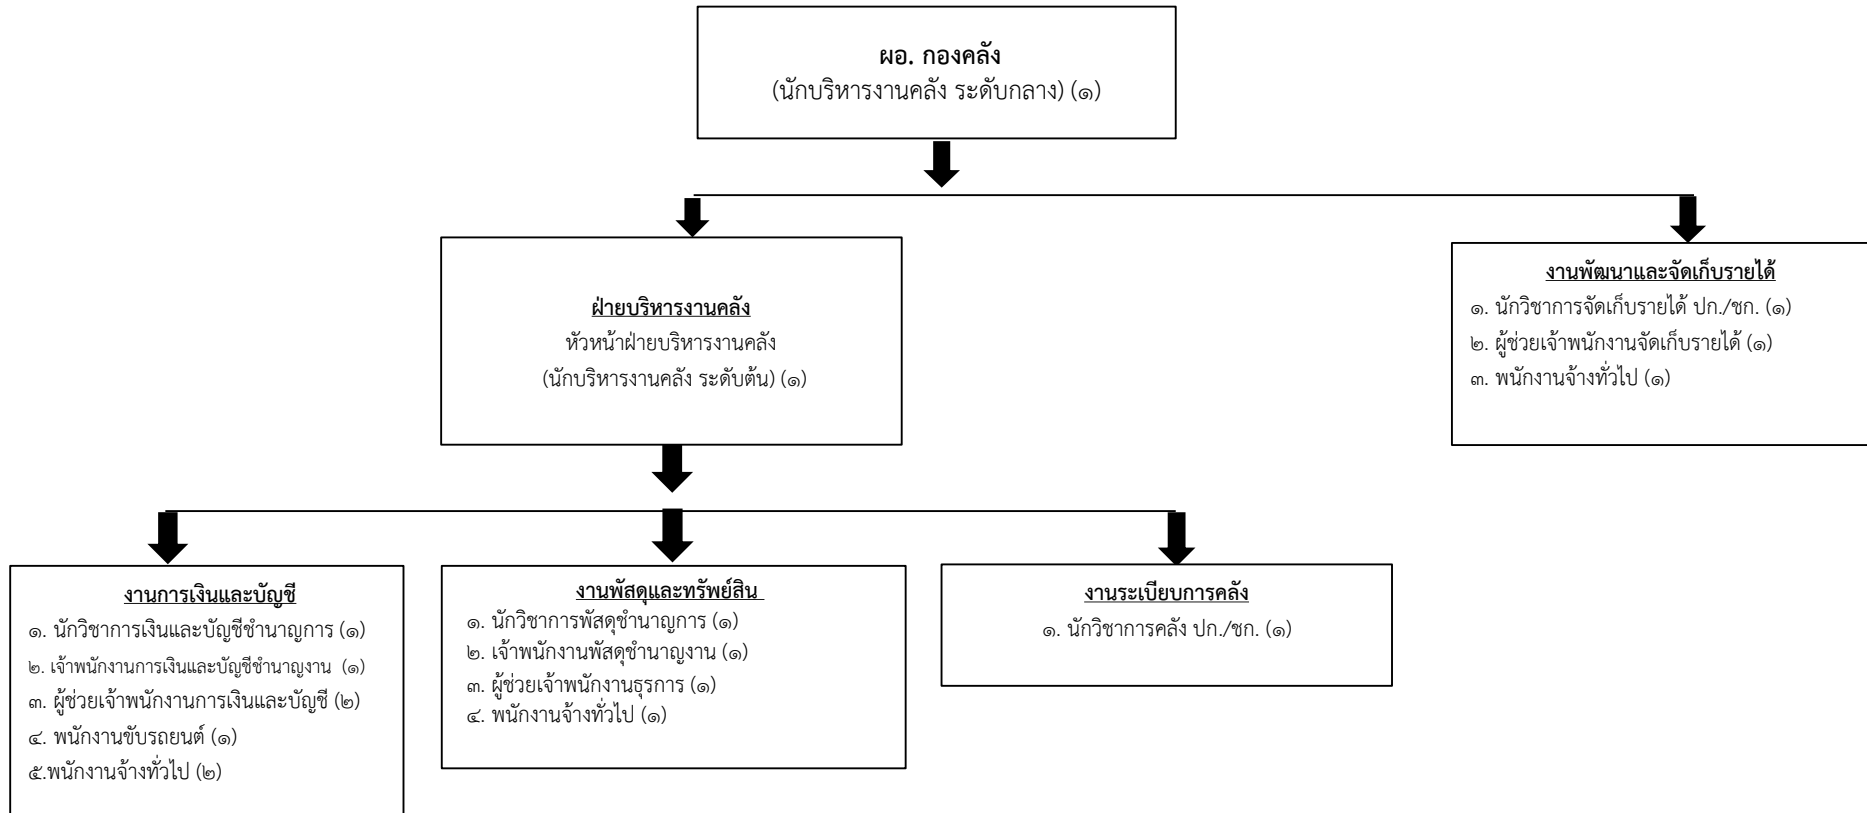 ผอ. กองคลัง
(นักบริหารงานคลัง ระดับกลาง) (๑)
ฝ่ายบริหารงานคลัง
หัวหน้าฝ่ายบริหารงานคลัง
(นักบริหารงานคลัง ระดับต้น) (๑)
งานพัฒนาและจัดเก็บรายได้
๑. นักวิชาการจัดเก็บรายได้ ปก./ชก. (๑)
๒. ผู้ช่วยเจ้าพนักงานจัดเก็บรายได้ (๑)
๓. พนักงานจ้างทั่วไป (๑)
งานการเงินและบัญชี
๑. นักวิชาการเงินและบัญชีชำนาญการ (๑)
๒. เจ้าพนักงานการเงินและบัญชีชำนาญงาน (๑)
๓. ผู้ช่วยเจ้าพนักงานการเงินและบัญชี (๒)
๔. พนักงานขับรถยนต์ (๑)
๕.พนักงานจ้างทั่วไป (๒)
งานพัสดุและทรัพย์สิน
๑. นักวิชาการพัสดุชำนาญการ (๑)
๒. เจ้าพนักงานพัสดุชำนาญงาน (๑)
๓. ผู้ช่วยเจ้าพนักงานธุรการ (๑)
๔. พนักงานจ้างทั่วไป (๑)
งานระเบียบการคลัง
๑. นักวิชาการคลัง ปก./ชก. (๑)